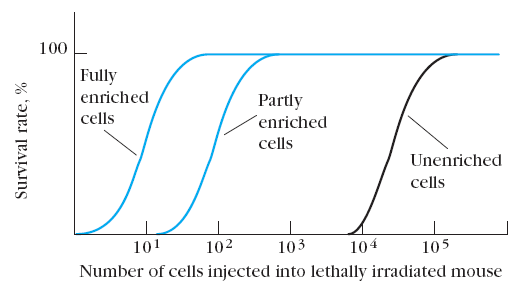 100
Fully
enriched
cells
Partly
enriched
cells
Unenriched
cells
Survival rate, %
10¹ 10² 10³ 10⁴ 10⁵
Number of cells injected into lethally irradiated mouse